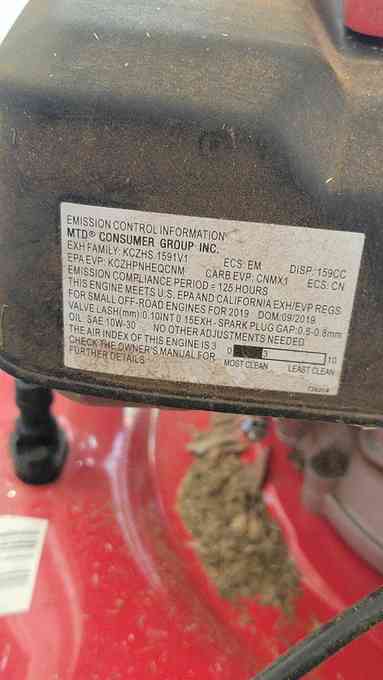 EMISSION CONTROL INFORMATION
MTD® CONSUMER GROUP INC.
EXH FAMILY: KCZHS.1591V1 ECS: EM DISP: 159CC
EPA EVP: KCZHPNHEQCNM CARB EVP: CNMX1 ECS: CN
EMISSION COMPLIANCE PERIOD = 125 HOURS
THIS ENGINE MEETS U.S. EPA AND CALIFORNIA EXH/EVP REGS
FOR SMALL OFF-ROAD ENGINES FOR 2019 DOM:09/2019
VALVE LASH(mm) 0.10INT 0.15EXH - SPARK PLUG GAP:0.6-0.8mm
OIL SAE 10W-30 NO OTHER ADJUSTMENTS NEEDED
THE AIR INDEX OF THIS ENGINE IS 3 0 3 10
CHECK THE OWNER'S MANUAL FOR MOST CLEAN LEAST CLEAN
FURTHER DETAILS